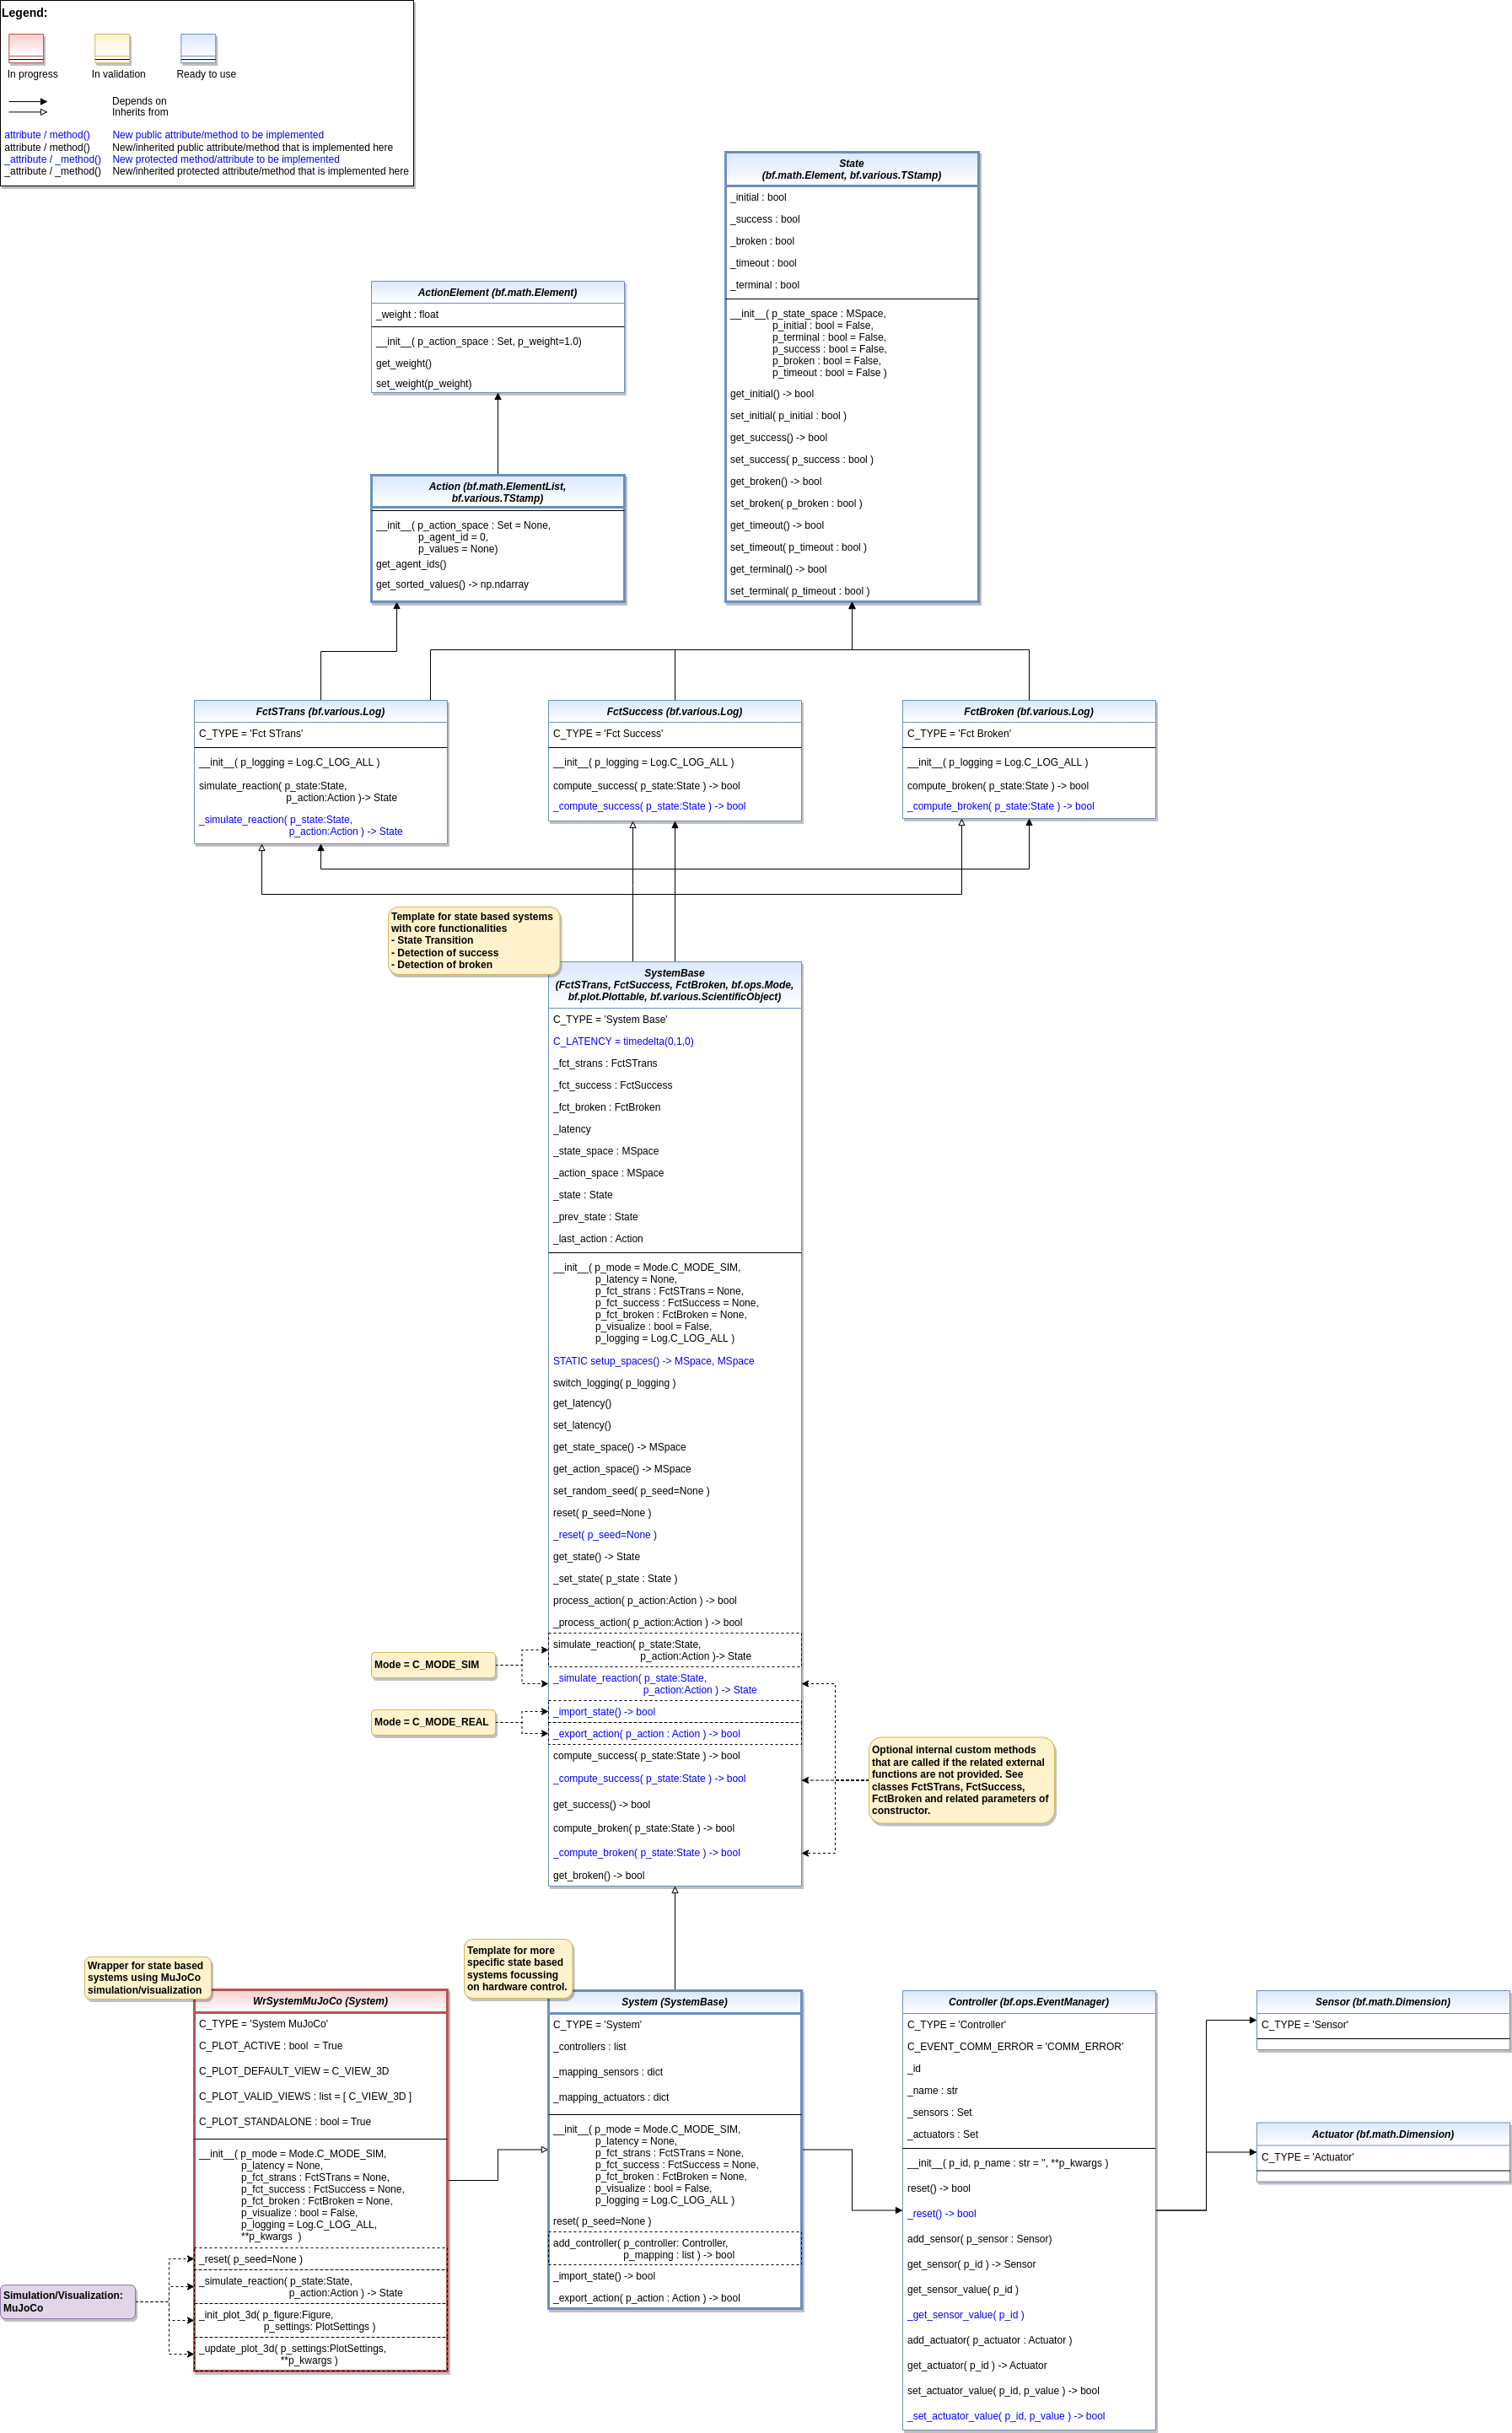 Legend:
In progress
In validation
Ready to use
Depends on
Inherits from
attribute / method() New public attribute/method to be implemented
attribute / method() New/inherited public attribute/method that is implemented here
_attribute / _method() New protected method/attribute to be implemented
_attribute / _method() New/inherited protected attribute/method that is implemented here
State
(bf.math.Element, bf.various.TStamp)
_initial : bool
_success : bool
_broken : bool
_timeout : bool
_terminal : bool
__init__( p_state_space : MSpace,
p_initial : bool = False,
p_terminal : bool = False,
p_success : bool = False,
p_broken : bool = False,
p_timeout : bool = False )
get_initial() -> bool
set_initial( p_initial : bool )
get_success() -> bool
set_success( p_success : bool )
get_broken() -> bool
set_broken( p_broken : bool )
get_timeout() -> bool
set_timeout( p_timeout : bool )
get_terminal() -> bool
set_terminal( p_timeout : bool )
ActionElement (bf.math.Element)
_weight : float
__init__( p_action_space : Set, p_weight=1.0)
get_weight()
set_weight(p_weight)
Action (bf.math.ElementList,
bf.various.TStamp)
__init__( p_action_space : Set = None,
p_agent_id = 0,
p_values = None)
get_agent_ids()
get_sorted_values() -> np.ndarray
FctSTrans (bf.various.Log)
C_TYPE = 'Fct STrans'
__init__( p_logging = Log.C_LOG_ALL )
simulate_reaction( p_state:State,
p_action:Action )-> State
_simulate_reaction( p_state:State,
p_action:Action ) -> State
FctSuccess (bf.various.Log)
C_TYPE = 'Fct Success'
__init__( p_logging = Log.C_LOG_ALL )
compute_success( p_state:State ) -> bool
_compute_success( p_state:State ) -> bool
FctBroken (bf.various.Log)
C_TYPE = 'Fct Broken'
__init__( p_logging = Log.C_LOG_ALL )
compute_broken( p_state:State ) -> bool
_compute_broken( p_state:State ) -> bool
Template for state based systems
with core functionalities
- State Transition
- Detection of success
- Detection of broken
SystemBase
(FctSTrans, FctSuccess, FctBroken, bf.ops.Mode,
bf.plot.Plottable, bf.various.ScientificObject)
C_TYPE = 'System Base'
C_LATENCY = timedelta(0,1,0)
_fct_strans : FctSTrans
_fct_success : FctSuccess
_fct_broken : FctBroken
_latency
_state_space : MSpace
_action_space : MSpace
_state : State
_prev_state : State
_last_action : Action
__init__( p_mode = Mode.C_MODE_SIM,
p_latency = None,
p_fct_strans : FctSTrans = None,
p_fct_success : FctSuccess = None,
p_fct_broken : FctBroken = None,
p_visualize : bool = False,
p_logging = Log.C_LOG_ALL )
STATIC setup_spaces() -> MSpace, MSpace
switch_logging( p_logging )
get_latency()
set_latency()
get_state_space() -> MSpace
get_action_space() -> MSpace
set_random_seed( p_seed=None )
reset( p_seed=None )
_reset( p_seed=None )
get_state() -> State
_set_state( p_state : State )
process_action( p_action:Action ) -> bool
_process_action( p_action:Action ) -> bool
simulate_reaction( p_state:State,
p_action:Action )-> State
_simulate_reaction( p_state:State,
p_action:Action ) -> State
_import_state() -> bool
_export_action( p_action : Action ) -> bool
compute_success( p_state:State ) -> bool
_compute_success( p_state:State ) -> bool
get_success() -> bool
compute_broken( p_state:State ) -> bool
_compute_broken( p_state:State ) -> bool
get_broken() -> bool
Mode = C_MODE_SIM
Mode = C_MODE_REAL
Optional internal custom methods
that are called if the related external
functions are not provided. See
classes FctSTrans, FctSuccess,
FctBroken and related parameters of
constructor.
Wrapper for state based
systems using MuJoCo
simulation/visualization
WrSystemMuJoCo (System)
C_TYPE = 'System MuJoCo'
C_PLOT_ACTIVE : bool = True
C_PLOT_DEFAULT_VIEW = C_VIEW_3D
C_PLOT_VALID_VIEWS : list = [ C_VIEW_3D ]
C_PLOT_STANDALONE : bool = True
__init__( p_mode = Mode.C_MODE_SIM,
p_latency = None,
p_fct_strans : FctSTrans = None,
p_fct_success : FctSuccess = None,
p_fct_broken : FctBroken = None,
p_visualize : bool = False,
p_logging = Log.C_LOG_ALL,
**p_kwargs )
_reset( p_seed=None )
_simulate_reaction( p_state:State,
p_action:Action ) -> State
_init_plot_3d( p_figure:Figure,
p_settings: PlotSettings )
_update_plot_3d( p_settings:PlotSettings,
**p_kwargs )
Simulation/Visualization:
MuJoCo
Template for more
specific state based
systems focussing
on hardware control.
System (SystemBase)
C_TYPE = 'System'
_controllers : list
_mapping_sensors : dict
_mapping_actuators : dict
__init__( p_mode = Mode.C_MODE_SIM,
p_latency = None,
p_fct_strans : FctSTrans = None,
p_fct_success : FctSuccess = None,
p_fct_broken : FctBroken = None,
p_visualize : bool = False,
p_logging = Log.C_LOG_ALL )
reset( p_seed=None )
add_controller( p_controller: Controller,
p_mapping : list ) -> bool
_import_state() -> bool
_export_action( p_action : Action ) -> bool
Controller (bf.ops.EventManager)
C_TYPE = 'Controller'
C_EVENT_COMM_ERROR = 'COMM_ERROR'
_id
_name : str
_sensors : Set
_actuators : Set
__init__( p_id, p_name : str = '', **p_kwargs )
reset() -> bool
_reset() -> bool
add_sensor( p_sensor : Sensor)
get_sensor( p_id ) -> Sensor
get_sensor_value( p_id )
_get_sensor_value( p_id )
add_actuator( p_actuator : Actuator )
get_actuator( p_id ) -> Actuator
set_actuator_value( p_id, p_value ) -> bool
_set_actuator_value( p_id, p_value ) -> bool
Sensor (bf.math.Dimension)
C_TYPE = 'Sensor'
Actuator (bf.math.Dimension)
C_TYPE = 'Actuator'